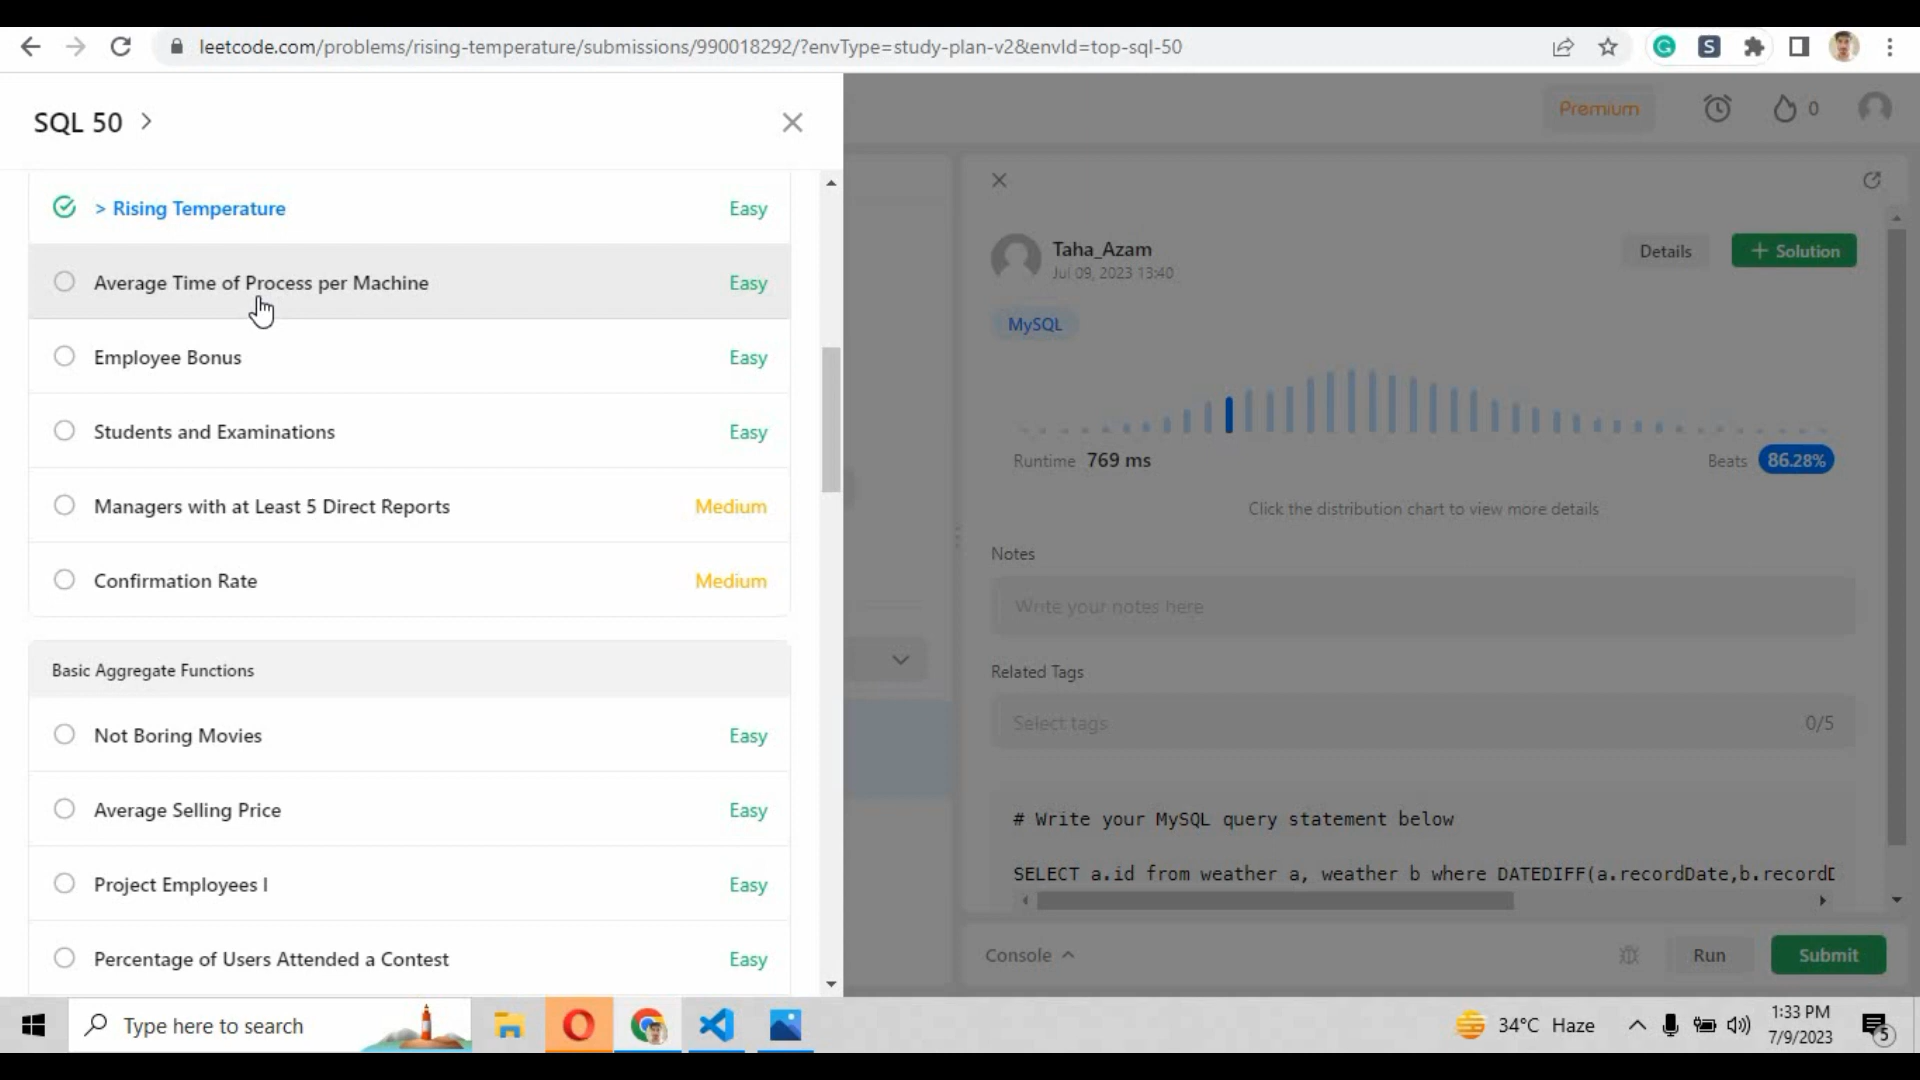 leetcode.com/problems/rising-temperature/submissions/990018292/?envType=study-plan-v2&envId=top-sql-50
SQL 50 >
Premium
0
> Rising Temperature Easy
Average Time of Process per Machine Easy
Employee Bonus Easy
Students and Examinations Easy
Managers with at Least 5 Direct Reports Medium
Confirmation Rate Medium
Basic Aggregate Functions
Not Boring Movies Easy
Average Selling Price Easy
Project Employees I Easy
Percentage of Users Attended a Contest Easy
Taha_Azam
Jul 09, 2023 13:40
Details
+ Solution
MySQL
Runtime 769 ms
Beats 86.28%
Click the distribution chart to view more details
Notes
Write your notes here
Related Tags
Select tags 0/5
# Write your MySQL query statement below
SELECT a.id from weather a, weather b where DATEDIFF(a.recordDate,b.recordD
Console
Run
Submit
Type here to search
34°C Haze
1:33 PM
7/9/2023
5